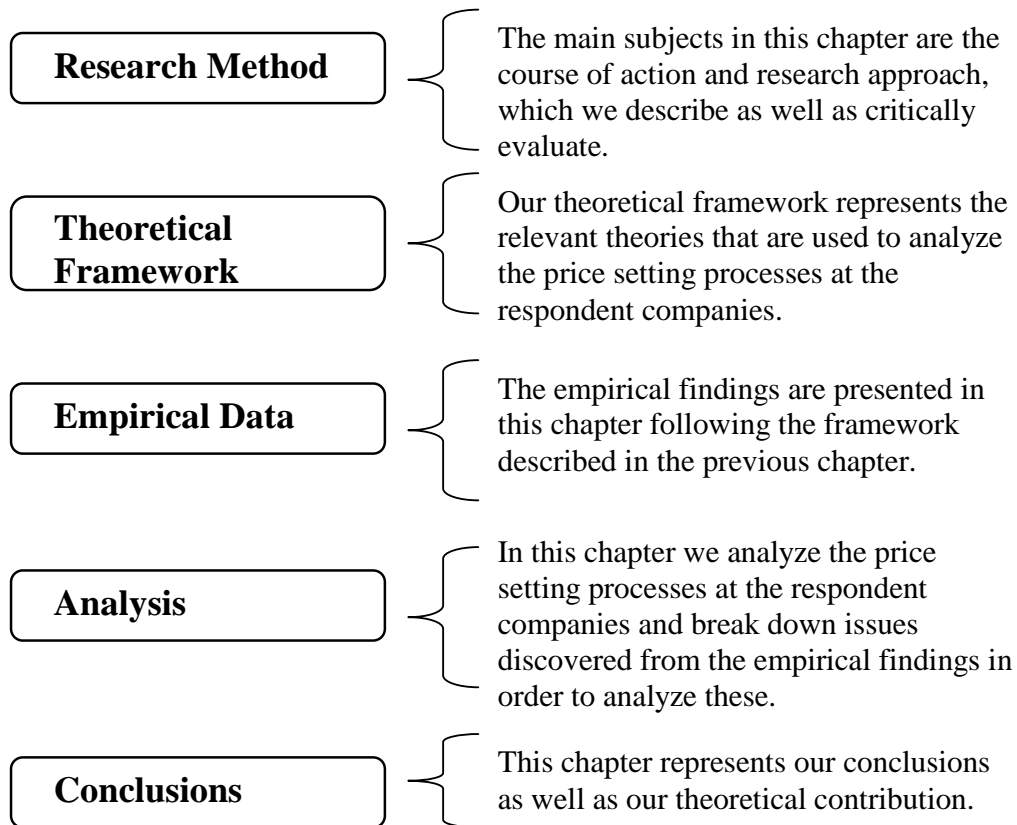 Research Method
The main subjects in this chapter are the
course of action and research approach,
which we describe as well as critically
evaluate.
Theoretical
Framework
Our theoretical framework represents the
relevant theories that are used to analyze
the price setting processes at the
respondent companies.
Empirical Data
The empirical findings are presented in
this chapter following the framework
described in the previous chapter.
Analysis
In this chapter we analyze the price
setting processes at the respondent
companies and break down issues
discovered from the empirical findings in
order to analyze these.
Conclusions
This chapter represents our conclusions
as well as our theoretical contribution.